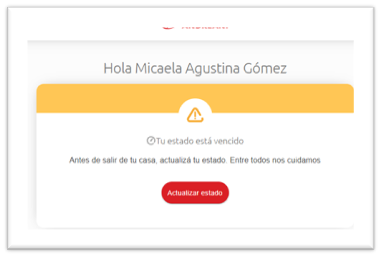 Hola Micaela Agustina Gómez
Tu estado está vencido
Antes de salir de tu casa, actualizá tu estado. Entre todos nos cuidamos
Actualizar estado